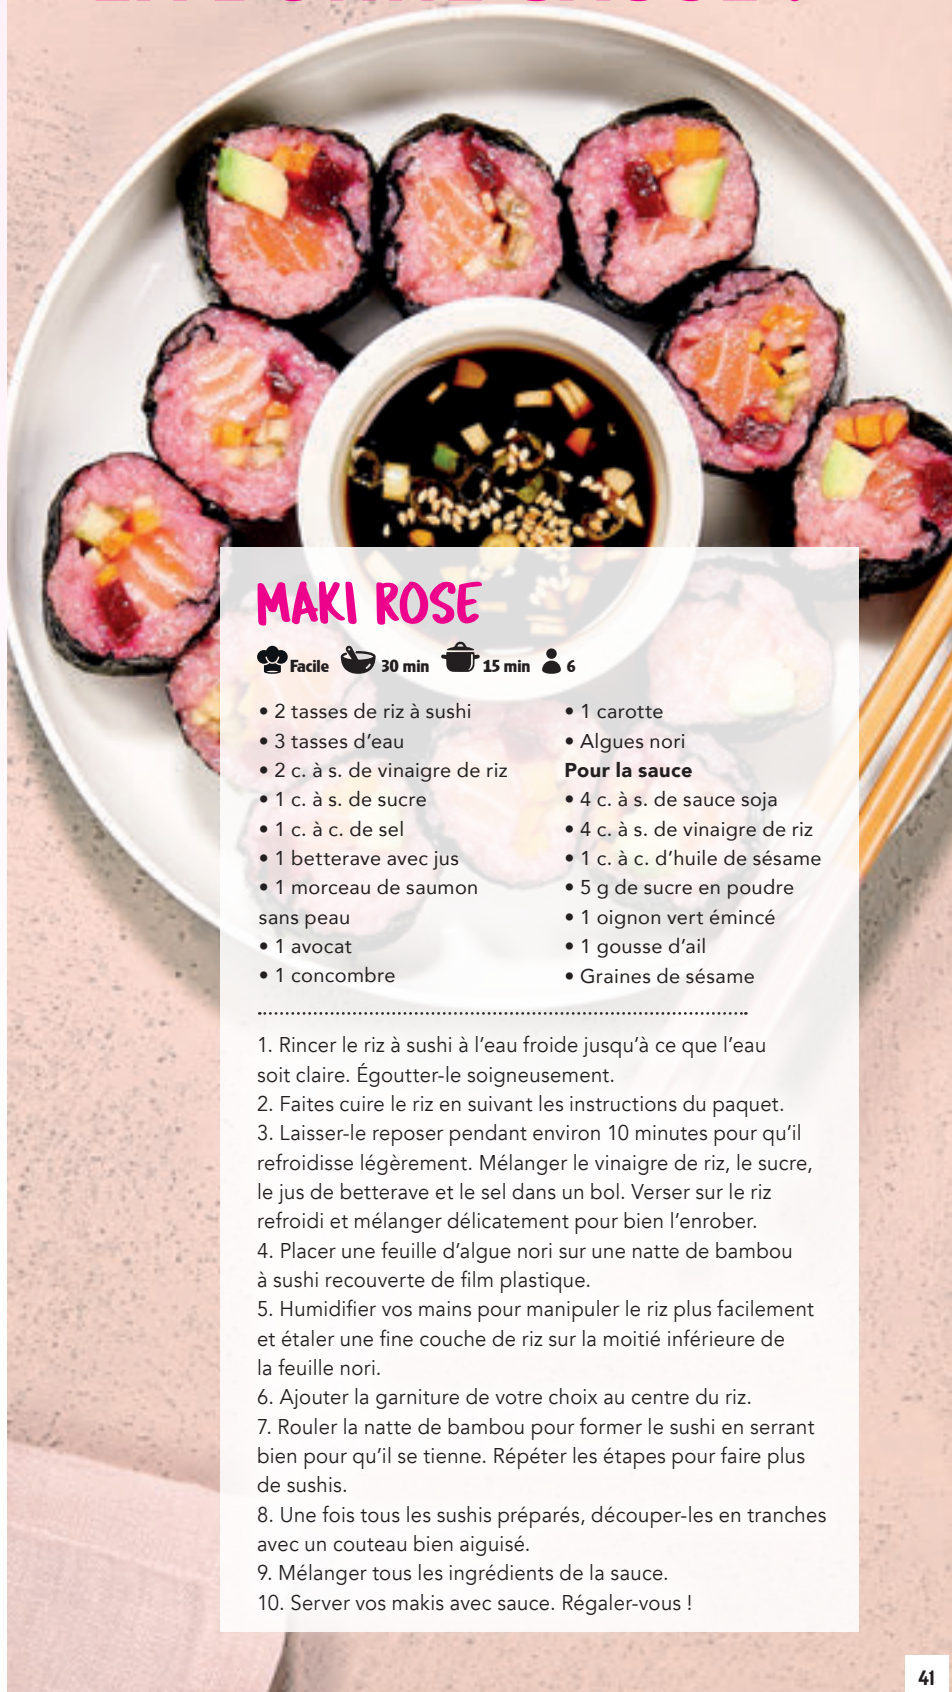 MAKI ROSE
Facile 30 min 15 min 6
• 2 tasses de riz à sushi
• 3 tasses d'eau
• 2 c. à s. de vinaigre de riz
• 1 c. à s. de sucre
• 1 c. à c. de sel
• 1 betterave avec jus
• 1 morceau de saumon
sans peau
• 1 avocat
• 1 concombre
• 1 carotte
• Algues nori
Pour la sauce
• 4 c. à s. de sauce soja
• 4 c. à s. de vinaigre de riz
• 1 c. à c. d'huile de sésame
• 5 g de sucre en poudre
• 1 oignon vert émincé
• 1 gousse d'ail
• Graines de sésame
1. Rincer le riz à sushi à l'eau froide jusqu'à ce que l'eau
soit claire. Égoutter-le soigneusement.
2. Faites cuire le riz en suivant les instructions du paquet.
3. Laisser-le reposer pendant environ 10 minutes pour qu'il
refroidisse légèrement. Mélanger le vinaigre de riz, le sucre,
le jus de betterave et le sel dans un bol. Verser sur le riz
refroidi et mélanger délicatement pour bien l'enrober.
4. Placer une feuille d'algue nori sur une natte de bambou
à sushi recouverte de film plastique.
5. Humidifier vos mains pour manipuler le riz plus facilement
et étaler une fine couche de riz sur la moitié inférieure de
la feuille nori.
6. Ajouter la garniture de votre choix au centre du riz.
7. Rouler la natte de bambou pour former le sushi en serrant
bien pour qu'il se tienne. Répéter les étapes pour faire plus
de sushis.
8. Une fois tous les sushis préparés, découper-les en tranches
avec un couteau bien aiguisé.
9. Mélanger tous les ingrédients de la sauce.
10. Server vos makis avec sauce. Régaler-vous !
41